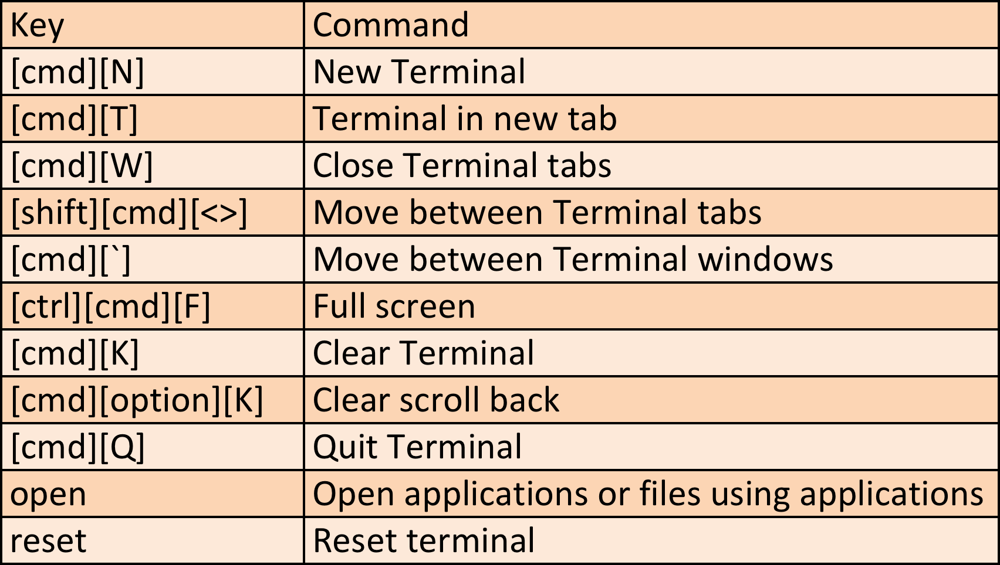 Key Command
[cmd][N] New Terminal
[cmd][T] Terminal in new tab
[cmd][W] Close Terminal tabs
[shift][cmd][<>] Move between Terminal tabs
[cmd][`] Move between Terminal windows
[ctrl][cmd][F] Full screen
[cmd][K] Clear Terminal
[cmd][option][K] Clear scroll back
[cmd][Q] Quit Terminal
open Open applications or files using applications
reset Reset terminal